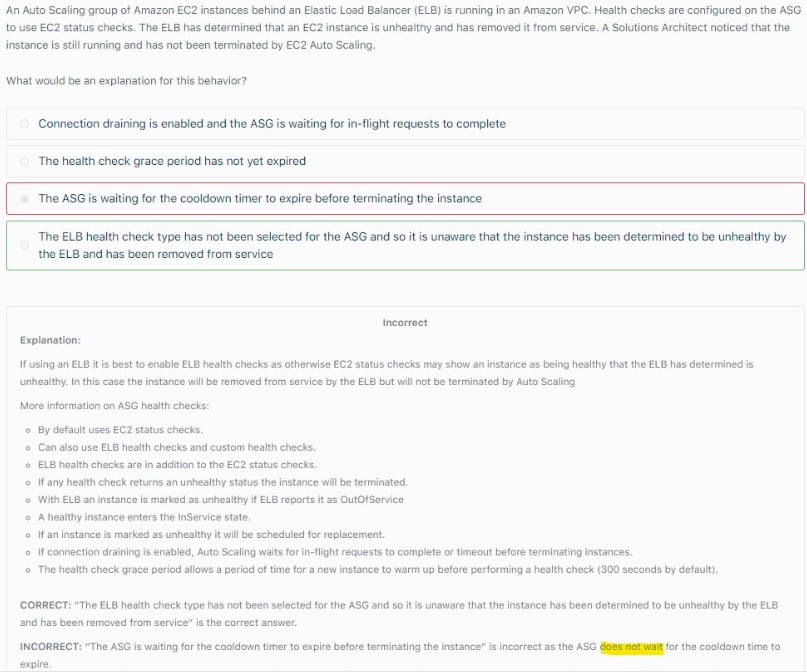 An Auto Scaling group of Amazon EC2 instances behind an Elastic Load Balancer (ELB) is running in an Amazon VPC. Health checks are configured on the ASG
to use EC2 status checks. The ELB has determined that an EC2 instance is unhealthy and has removed it from service. A Solutions Architect noticed that the
instance is still running and has not been terminated by EC2 Auto Scaling.
What would be an explanation for this behavior?
Connection draining is enabled and the ASG is waiting for in-flight requests to complete
The health check grace period has not yet expired
The ASG is waiting for the cooldown timer to expire before terminating the instance
The ELB health check type has not been selected for the ASG and so it is unaware that the instance has been determined to be unhealthy by
the ELB and has been removed from service
Incorrect
Explanation:
If using an ELB it is best to enable ELB health checks as otherwise EC2 status checks may show an instance as being healthy that the ELB has determined is
unhealthy. In this case the instance will be removed from service by the ELB but will not be terminated by Auto Scaling
More information on ASG health checks:
By default uses EC2 status checks.
Can also use ELB health checks and custom health checks.
ELB health checks are in addition to the EC2 status checks.
If any health check returns an unhealthy status the instance will be terminated.
With ELB an instance is marked as unhealthy if ELB reports it as OutOfService
A healthy instance enters the InService state.
If an instance is marked as unhealthy it will be scheduled for replacement.
If connection draining is enabled, Auto Scaling waits for in-flight requests to complete or timeout before terminating instances.
The health check grace period allows a period of time for a new instance to warm up before performing a health check (300 seconds by default).
CORRECT: "The ELB health check type has not been selected for the ASG and so it is unaware that the instance has been determined to be unhealthy by the ELB
and has been removed from service" is the correct answer.
INCORRECT: "The ASG is waiting for the cooldown timer to expire before terminating the instance" is incorrect as the ASG does not wait for the cooldown time to
expire.